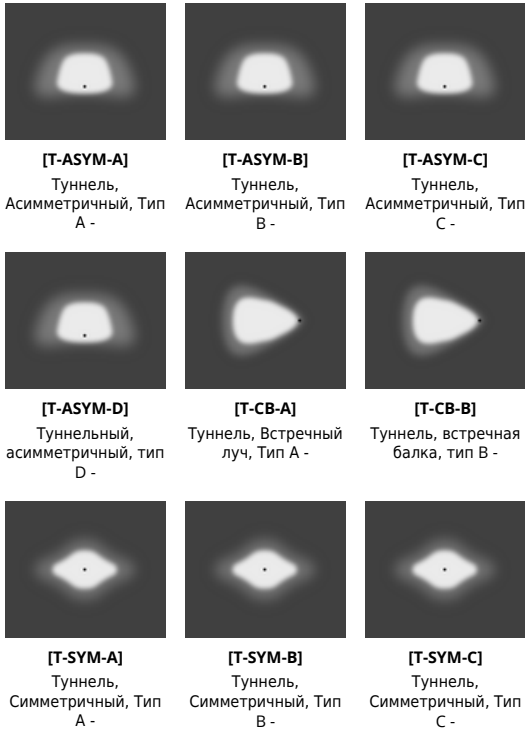 [T-ASYM-A]
Туннель,
Асимметричный, Тип
A -
[T-ASYM-B]
Туннель,
Асимметричный, Тип
B -
[T-ASYM-C]
Туннель,
Асимметричный, Тип
C -
[T-ASYM-D]
Туннельный,
асимметричный, тип
D -
[T-CB-A]
Туннель, Встречный
луч, Тип A -
[T-CB-B]
Туннель, встречная
балка, тип B -
[T-SYM-A]
Туннель,
Симметричный, Тип
A -
[T-SYM-B]
Туннель,
Симметричный, Тип
B -
[T-SYM-C]
Туннель,
Симметричный, Тип
C -